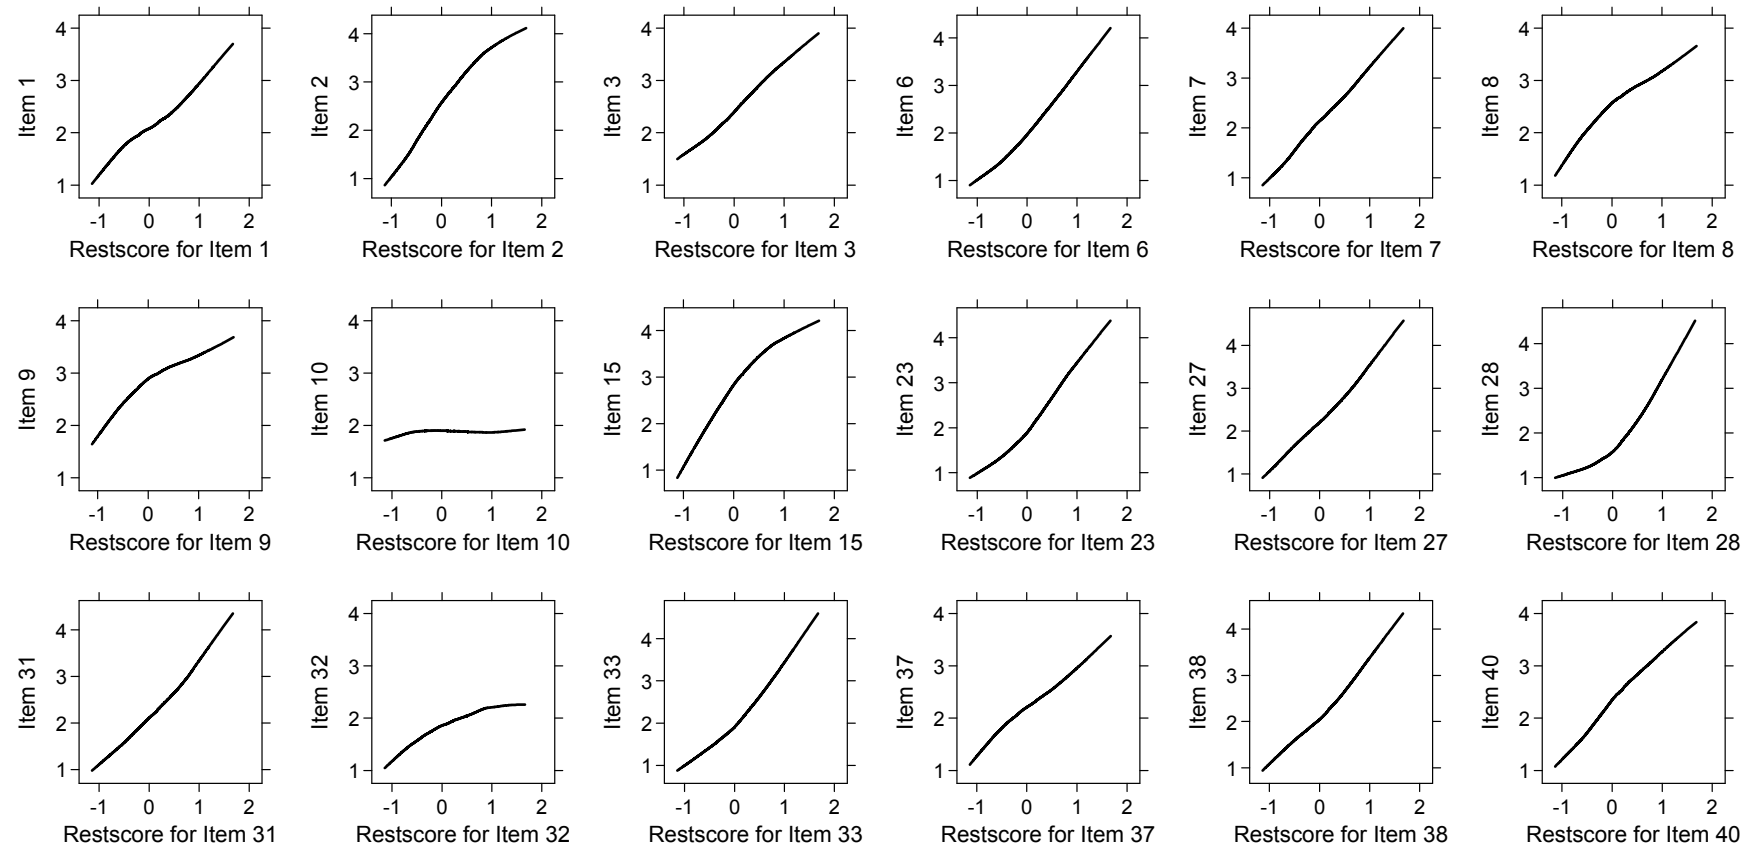 4
3
2
1
Item 1
-1 0 1 2
Restscore for Item 1
4
3
2
1
Item 2
-1 0 1 2
Restscore for Item 2
4
3
2
1
Item 3
-1 0 1 2
Restscore for Item 3
4
3
2
1
Item 6
-1 0 1 2
Restscore for Item 6
4
3
2
1
Item 7
-1 0 1 2
Restscore for Item 7
4
3
2
1
Item 8
-1 0 1 2
Restscore for Item 8
4
3
2
1
Item 9
-1 0 1 2
Restscore for Item 9
4
3
2
1
Item 10
-1 0 1 2
Restscore for Item 10
4
3
2
1
Item 15
-1 0 1 2
Restscore for Item 15
4
3
2
1
Item 23
-1 0 1 2
Restscore for Item 23
4
3
2
1
Item 27
-1 0 1 2
Restscore for Item 27
4
3
2
1
Item 28
-1 0 1 2
Restscore for Item 28
4
3
2
1
Item 31
-1 0 1 2
Restscore for Item 31
4
3
2
1
Item 32
-1 0 1 2
Restscore for Item 32
4
3
2
1
Item 33
-1 0 1 2
Restscore for Item 33
4
3
2
1
Item 37
-1 0 1 2
Restscore for Item 37
4
3
2
1
Item 38
-1 0 1 2
Restscore for Item 38
4
3
2
1
Item 40
-1 0 1 2
Restscore for Item 40